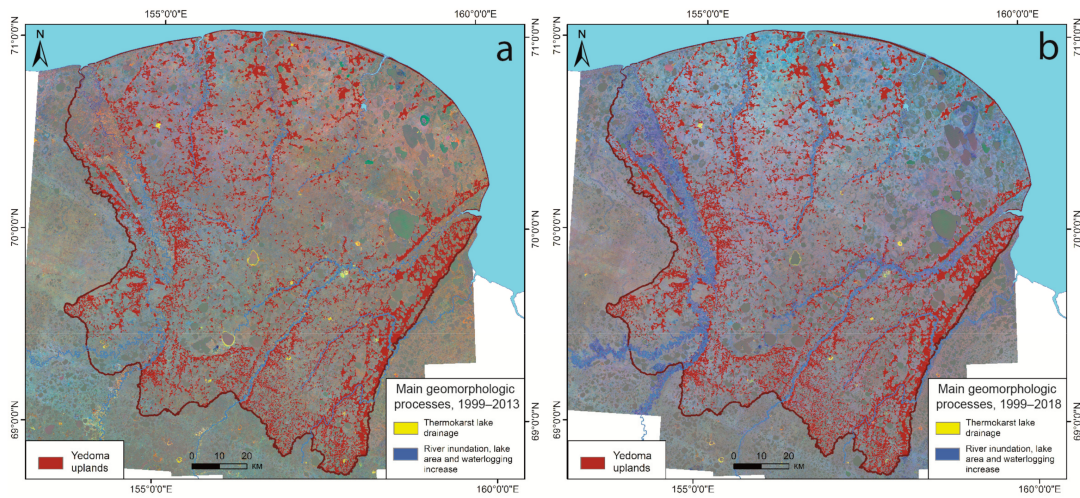 155°0'0"E
160°0'0"E
71°0'0"N
a
71°0'0"N
70°0'0"N
70°0'0"N
69°0'0"N
Main geomorphologic
processes, 1999–2013
Thermokarst lake
drainage
River inundation, lake
area and waterlogging
increase
Yedoma
uplands
0 10 20
KM
155°0'0"E
160°0'0"E
155°0'0"E
160°0'0"E
71°0'0"N
b
71°0'0"N
70°0'0"N
70°0'0"N
69°0'0"N
69°0'0"N
Main geomorphologic
processes, 1999–2018
Thermokarst lake
drainage
River inundation, lake
area and waterlogging
increase
Yedoma
uplands
0 10 20
KM
155°0'0"E
160°0'0"E